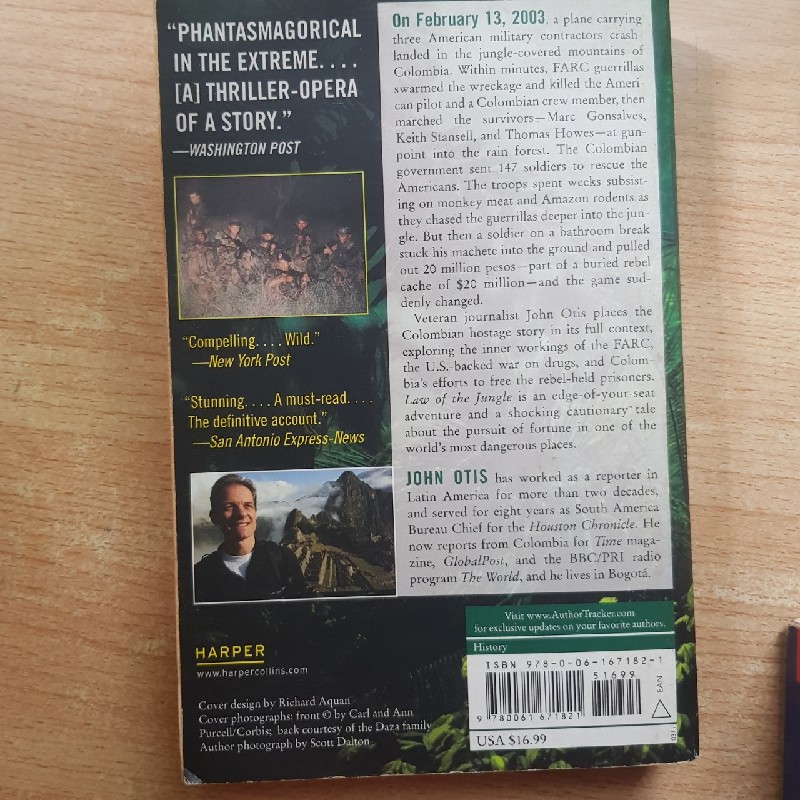 “PHANTASMAGORICAL
IN THE EXTREME. . . .
[A] THRILLER-OPERA
OF A STORY.”
—WASHINGTON POST
“Compelling. . . . Wild.”
—New York Post
“Stunning. . . . A must-read. . . .
The definitive account.”
—San Antonio Express-News
On February 13, 2003, a plane carrying
three American military contractors crash-
landed in the jungle-covered mountains of
Colombia. Within minutes, FARC guerrillas
swarmed the wreckage and killed the Ameri-
can pilot and a Colombian crew member, then
marched the survivors—Marc Gonsalves,
Keith Stansell, and Thomas Howes—at gun-
point into the rain forest. The Colombian
government sent 147 soldiers to rescue the
Americans. The troops spent weeks subsist-
ing on monkey meat and Amazon rodents as
they chased the guerrillas deeper into the jun-
gle. But then a soldier on a bathroom break
stuck his machete into the ground and pulled
out 20 million pesos—part of a buried rebel
cache of $20 million—and the game sud-
denly changed.
Veteran journalist John Otis places the
Colombian hostage story in its full context,
exploring the inner workings of the FARC,
the U.S.-backed war on drugs, and Colom-
bia's efforts to free the rebel-held prisoners.
Law of the Jungle is an edge-of-your-seat
adventure and a shocking cautionary tale
about the pursuit of fortune in one of the
world's most dangerous places.
JOHN OTIS has worked as a reporter in
Latin America for more than two decades,
and served for eight years as South America
Bureau Chief for the Houston Chronicle. He
now reports from Colombia for Time maga-
zine, GlobalPost, and the BBC/PRI radio
program The World, and he lives in Bogotá.
HARPER
www.harpercollins.com
Cover design by Richard Aquan
Cover photographs: front © by Carl and Ann
Purcell/Corbis; back courtesy of the Daza family
Author photograph by Scott Dalton
Visit www.AuthorTracker.com
for exclusive updates on your favorite authors.
History
ISBN 978-0-06-167182-1
51699
9 780061 671821
EAN
USA $16.99